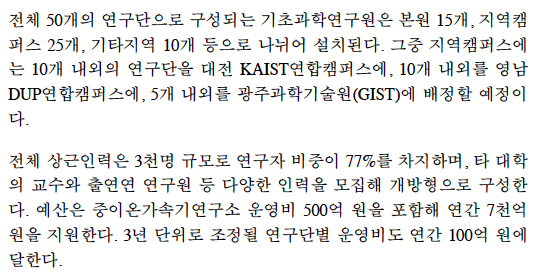 전체 50개의 연구단으로 구성되는 기초과학연구원은 본원 15개, 지역캠
퍼스 25개, 기타지역 10개 등으로 나뉘어 설치된다. 그중 지역캠퍼스에
는 10개 내외의 연구단을 대전 KAIST연합캠퍼스에, 10개 내외를 영남
DUP연합캠퍼스에, 5개 내외를 광주과학기술원(GIST)에 배정할 예정이
다.
전체 상근인력은 3천명 규모로 연구자 비중이 77%를 차지하며, 타 대학
의 교수와 출연연 연구원 등 다양한 인력을 모집해 개방형으로 구성한
다. 예산은 중이온가속기연구소 운영비 500억 원을 포함해 연간 7천억
원을 지원한다. 3년 단위로 조정될 연구단별 운영비도 연간 100억 원에
달한다.